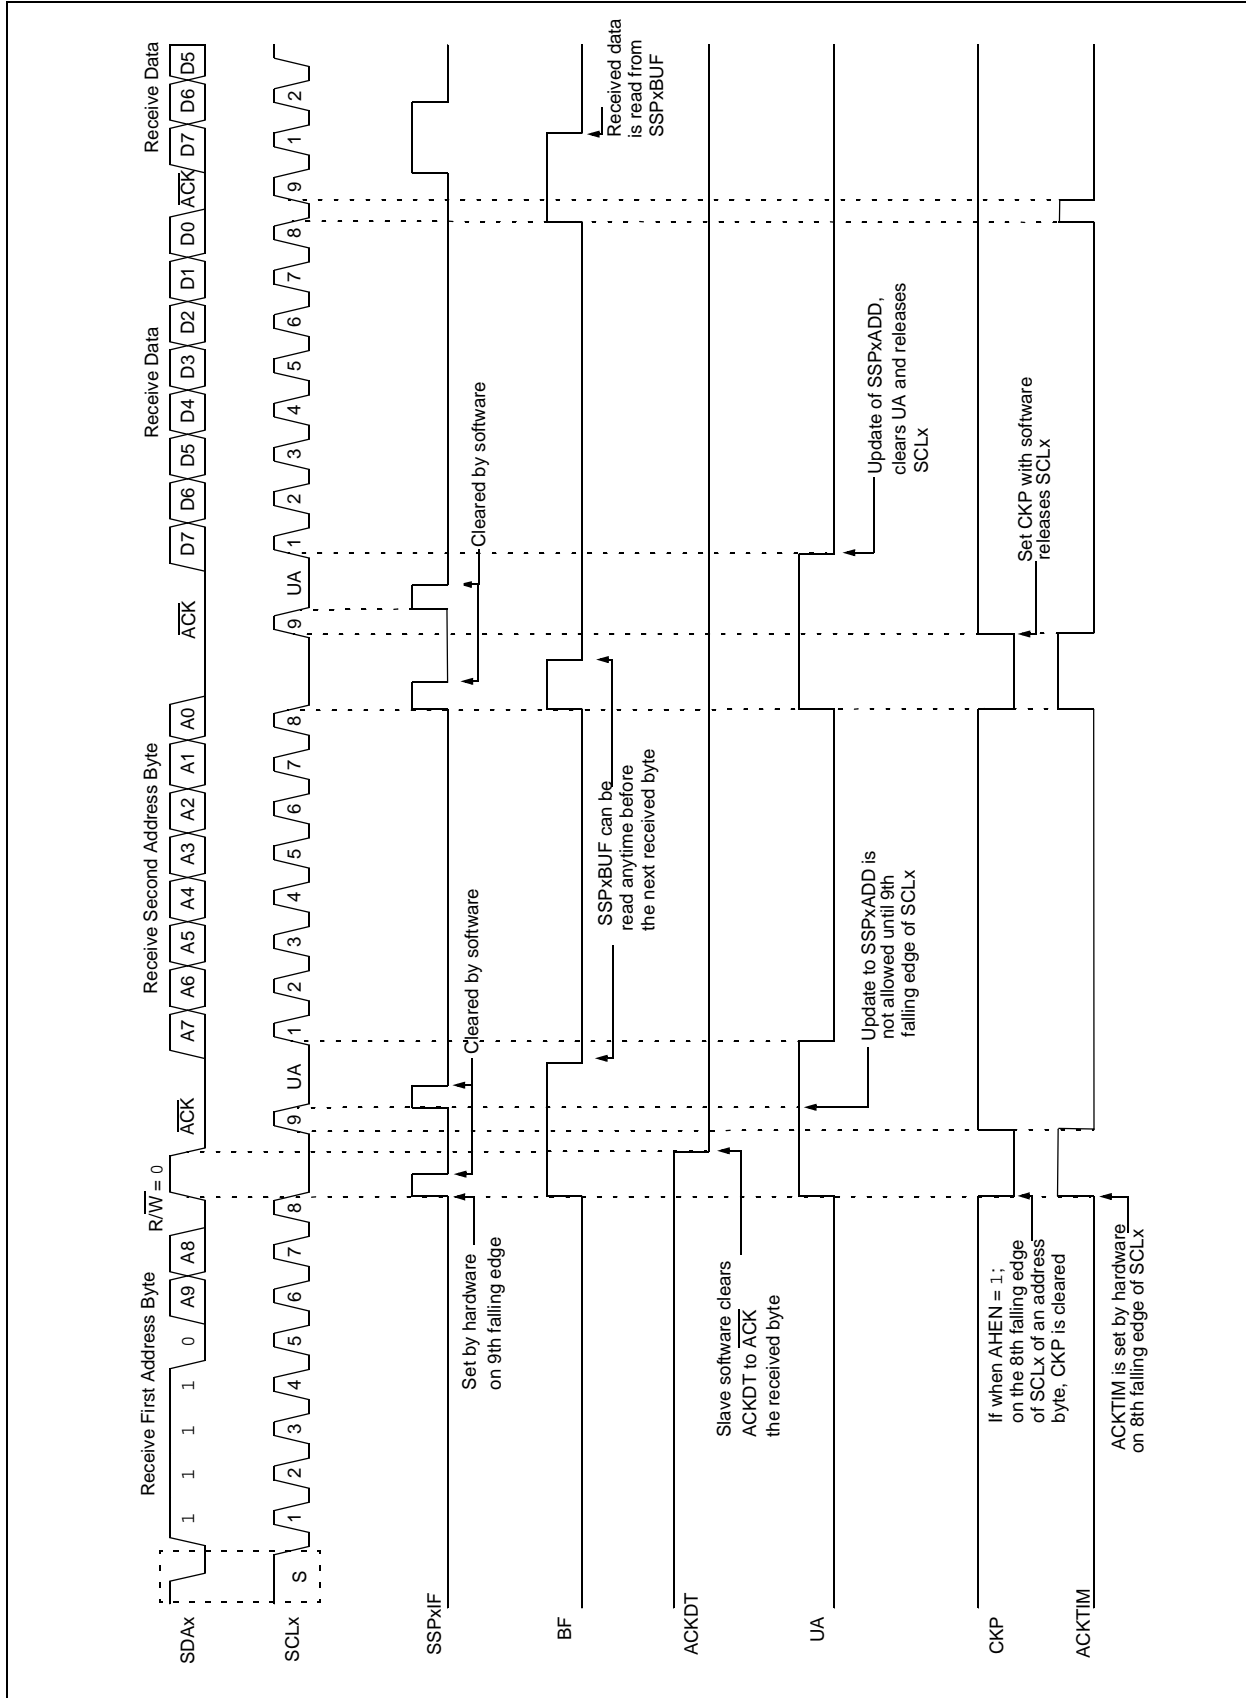 Receive First Address Byte
R/W = 0
ACK
Receive Second Address Byte
ACK
Receive Data
ACK
Receive Data
SDAx
1 1 1 1 0 A9 A8
A7 A6 A5 A4 A3 A2 A1 A0
D7 D6 D5 D4 D3 D2 D1 D0
D7 D6 D5
SCLx
S 1 2 3 4 5 6 7 8 9 UA 1 2 3 4 5 6 7 8 9 UA 1 2 3 4 5 6 7 8 9 1 2
SSPxIF
Set by hardware
on 9th falling edge
Cleared by software
Cleared by software
BF
SSPxBUF can be
read anytime before
the next received byte
Received data
is read from
SSPxBUF
ACKDT
Slave software clears
ACKDT to ACK
the received byte
UA
Update to SSPxADD is
not allowed until 9th
falling edge of SCLx
Update of SSPxADD,
clears UA and releases
SCLx
CKP
If when AHEN = 1;
on the 8th falling edge
of SCLx of an address
byte, CKP is cleared
Set CKP with software
releases SCLx
ACKTIM
ACKTIM is set by hardware
on 8th falling edge of SCLx